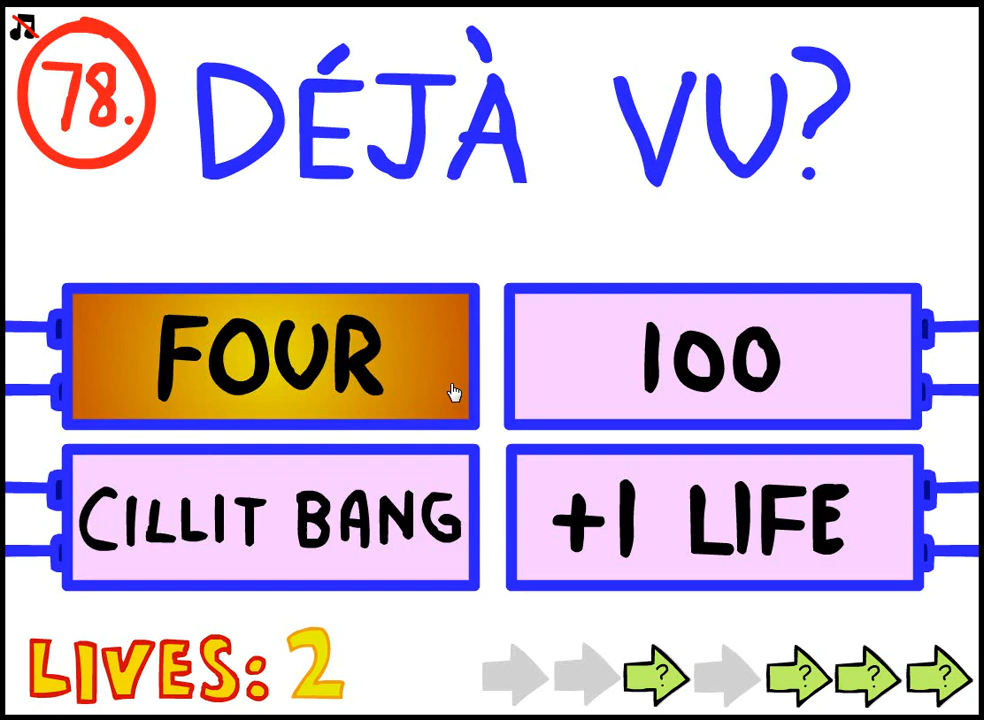 78.
DÉJÀ VU?
FOUR
100
CILLIT BANG
+1 LIFE
LIVES: 2
? ? ? ?